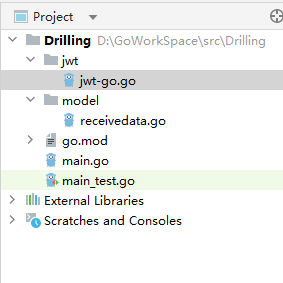 Project
Drilling D:\GoWorkSpace\src\Drilling
jwt
jwt-go.go
model
receivedata.go
go.mod
main.go
main_test.go
External Libraries
Scratches and Consoles